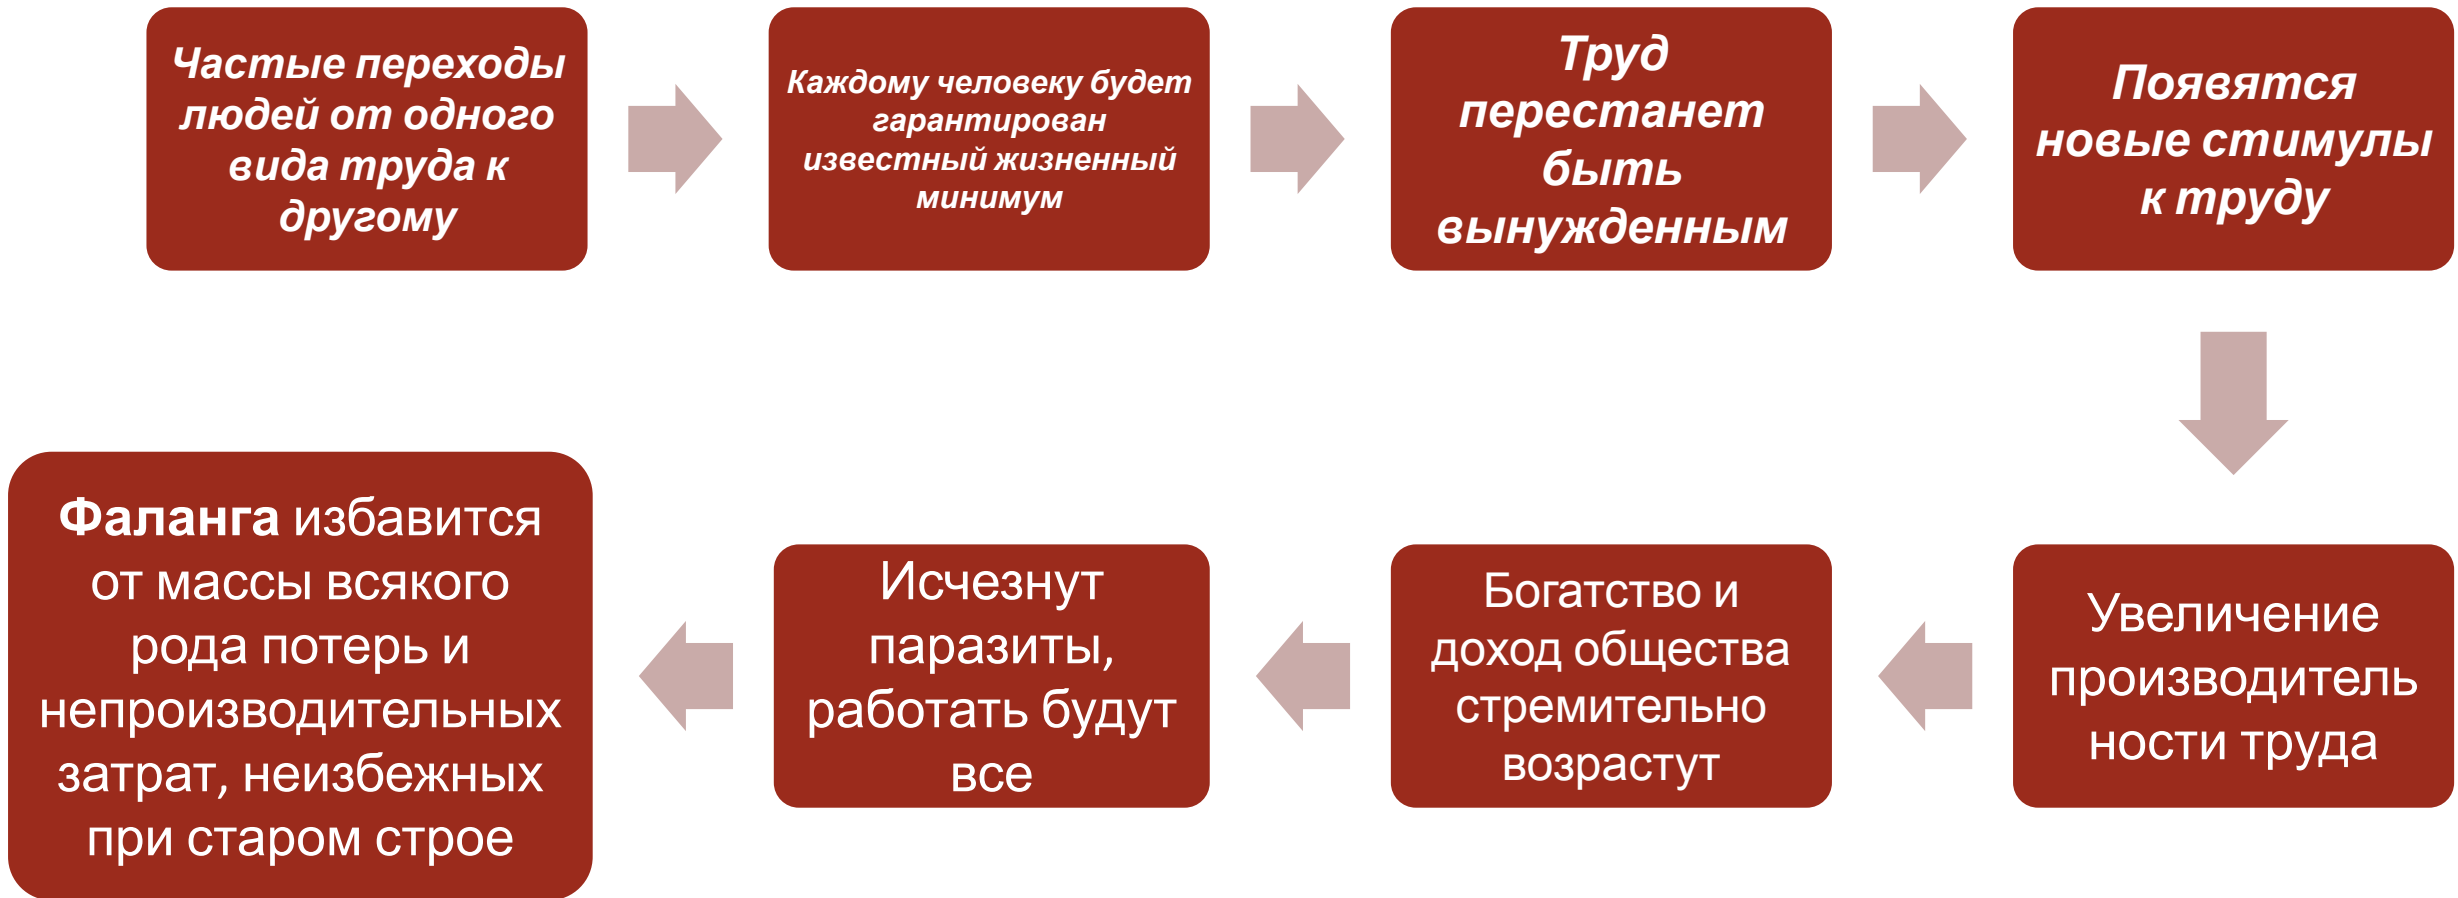 Частые переходы
людей от одного
вида труда к
другому
Каждому человеку будет
гарантирован
известный жизненный
минимум
Труд
перестанет
быть
вынужденным
Появятся
новые стимулы
к труду
Увеличение
производитель
ности труда
Богатство и
доход общества
стремительно
возрастут
Исчезнут
паразиты,
работать будут
все
Фаланга избавится
от массы всякого
рода потерь и
непроизводительных
затрат, неизбежных
при старом строе